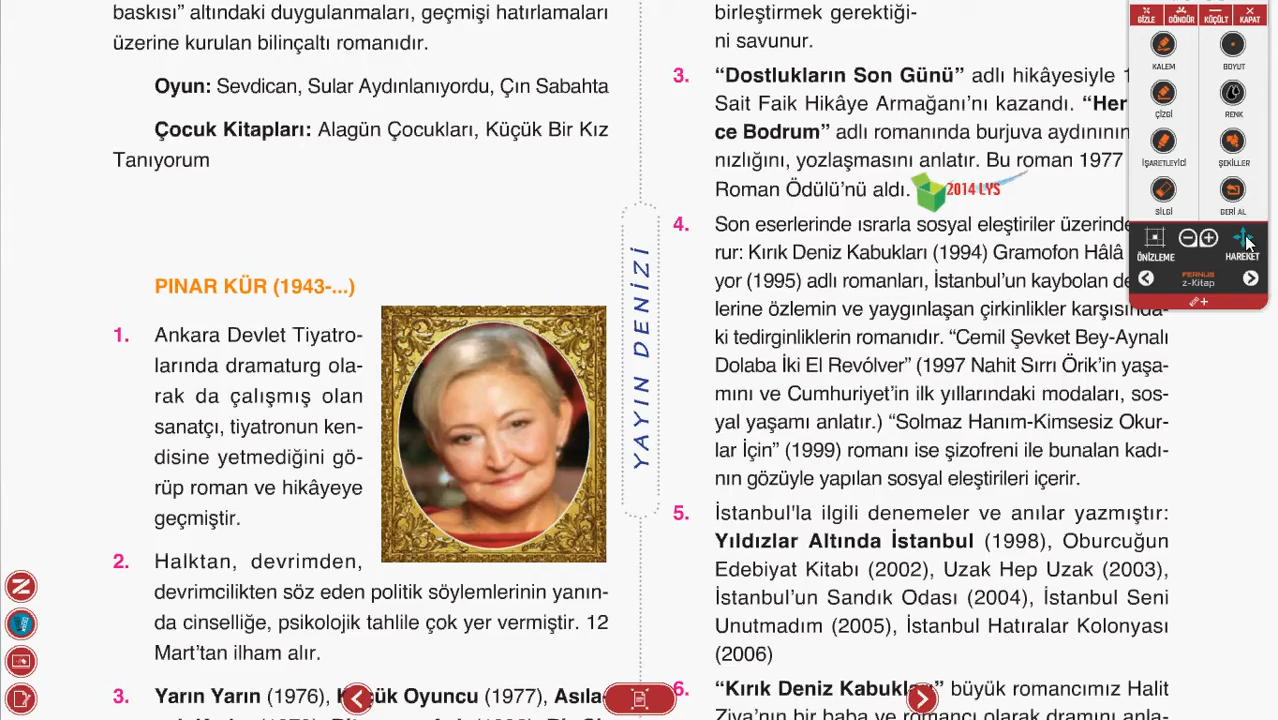 baskısı” altındaki duygulanmaları, geçmişi hatırlamaları
üzerine kurulan bilinçaltı romanıdır.
Oyun: Sevdican, Sular Aydınlanıyordu, Çın Sabahta
Çocuk Kitapları: Alagün Çocukları, Küçük Bir Kız
Tanıyorum
PINAR KÜR (1943-...)
1. Ankara Devlet Tiyatro-
larında dramaturg ola-
rak da çalışmış olan
sanatçı, tiyatronun ken-
disine yetmediğini gö-
rüp roman ve hikâyeye
geçmiştir.
2. Halktan, devrimden,
devrimcilikten söz eden politik söylemlerinin yanın-
da cinselliğe, psikolojik tahlile çok yer vermiştir. 12
Mart’tan ilham alır.
3. Yarın Yarın (1976), Küçük Oyuncu (1977), Asıla-
YAYIN DENİZİ
birleştirmek gerektiği-
ni savunur.
3. “Dostlukların Son Günü” adlı hikâyesiyle
Sait Faik Hikâye Armağanı’nı kazandı. “Her
ce Bodrum” adlı romanında burjuva aydınının
nızlığını, yozlaşmasını anlatır. Bu roman 1977
Roman Ödülü’nü aldı. 2014 LYS
4. Son eserlerinde ısrarla sosyal eleştiriler üzerinde
rur: Kırık Deniz Kabukları (1994) Gramofon Hâlâ
yor (1995) adlı romanları, İstanbul’un kaybolan de
lerine özlemin ve yaygınlaşan çirkinlikler karşısında-
ki tedirginliklerin romanıdır. “Cemil Şevket Bey-Aynalı
Dolaba İki El Revólver” (1997 Nahit Sırrı Örik’in yaşa-
mını ve Cumhuriyet’in ilk yıllarındaki modaları, sos-
yal yaşamı anlatır.) “Solmaz Hanım-Kimsesiz Okur-
lar İçin” (1999) romanı ise şizofreni ile bunalan kadı-
nın gözüyle yapılan sosyal eleştirileri içerir.
5. İstanbul'la ilgili denemeler ve anılar yazmıştır:
Yıldızlar Altında İstanbul (1998), Oburcuğun
Edebiyat Kitabı (2002), Uzak Hep Uzak (2003),
İstanbul’un Sandık Odası (2004), İstanbul Seni
Unutmadım (2005), İstanbul Hatıralar Kolonyası
(2006)
6. “Kırık Deniz Kabukları” büyük romancımız Halit
Ziya’nın bir baba ve romancı olarak dramını anla-
GİZLE DÖNDÜR KÜÇÜLT KAPAT
KALEM BOYUT
ÇİZGİ RENK
İŞARETLEYİCİ ŞEKİLLER
SİLGİ GERİ AL
ÖNİZLEME HAREKET
FERNUS
z-Kitap